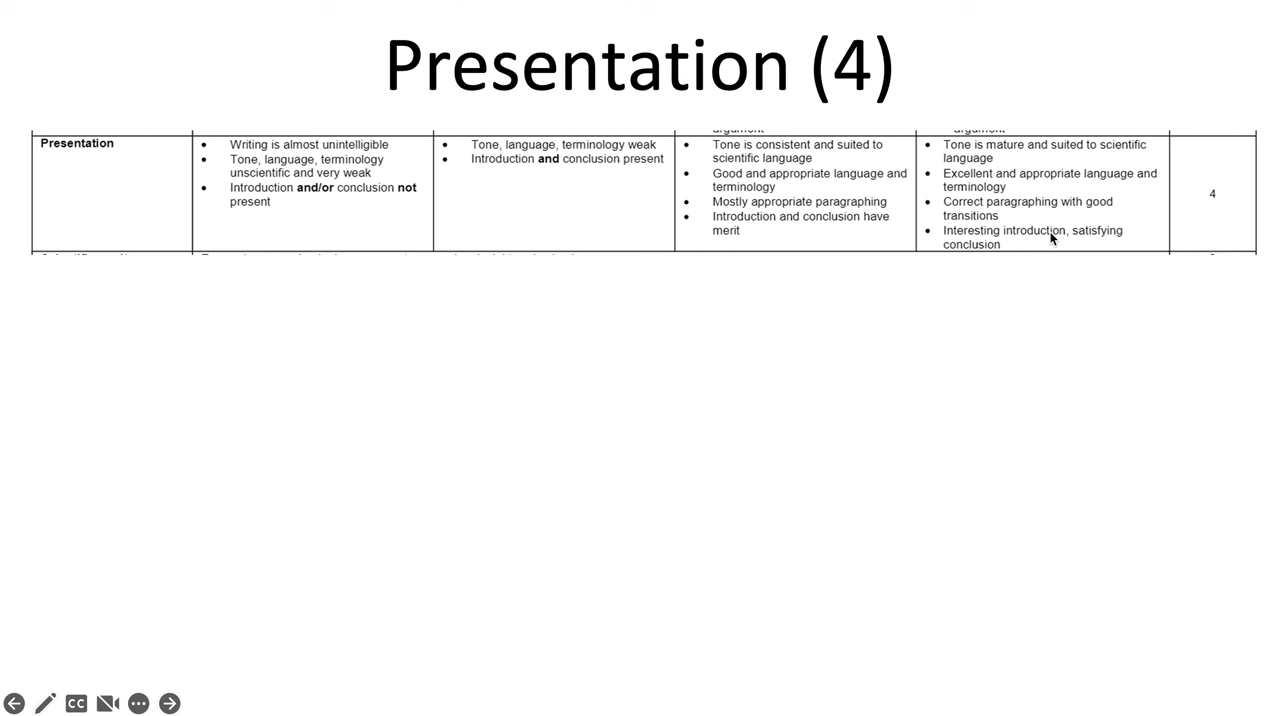 Presentation (4)
argument
argument
Presentation
• Writing is almost unintelligible
• Tone, language, terminology
unscientific and very weak
• Introduction and/or conclusion not
present
• Tone, language, terminology weak
• Introduction and conclusion present
• Tone is consistent and suited to
scientific language
• Good and appropriate language and
terminology
• Mostly appropriate paragraphing
• Introduction and conclusion have
merit
• Tone is mature and suited to scientific
language
• Excellent and appropriate language and
terminology
• Correct paragraphing with good
transitions
• Interesting introduction, satisfying
conclusion
4
CC